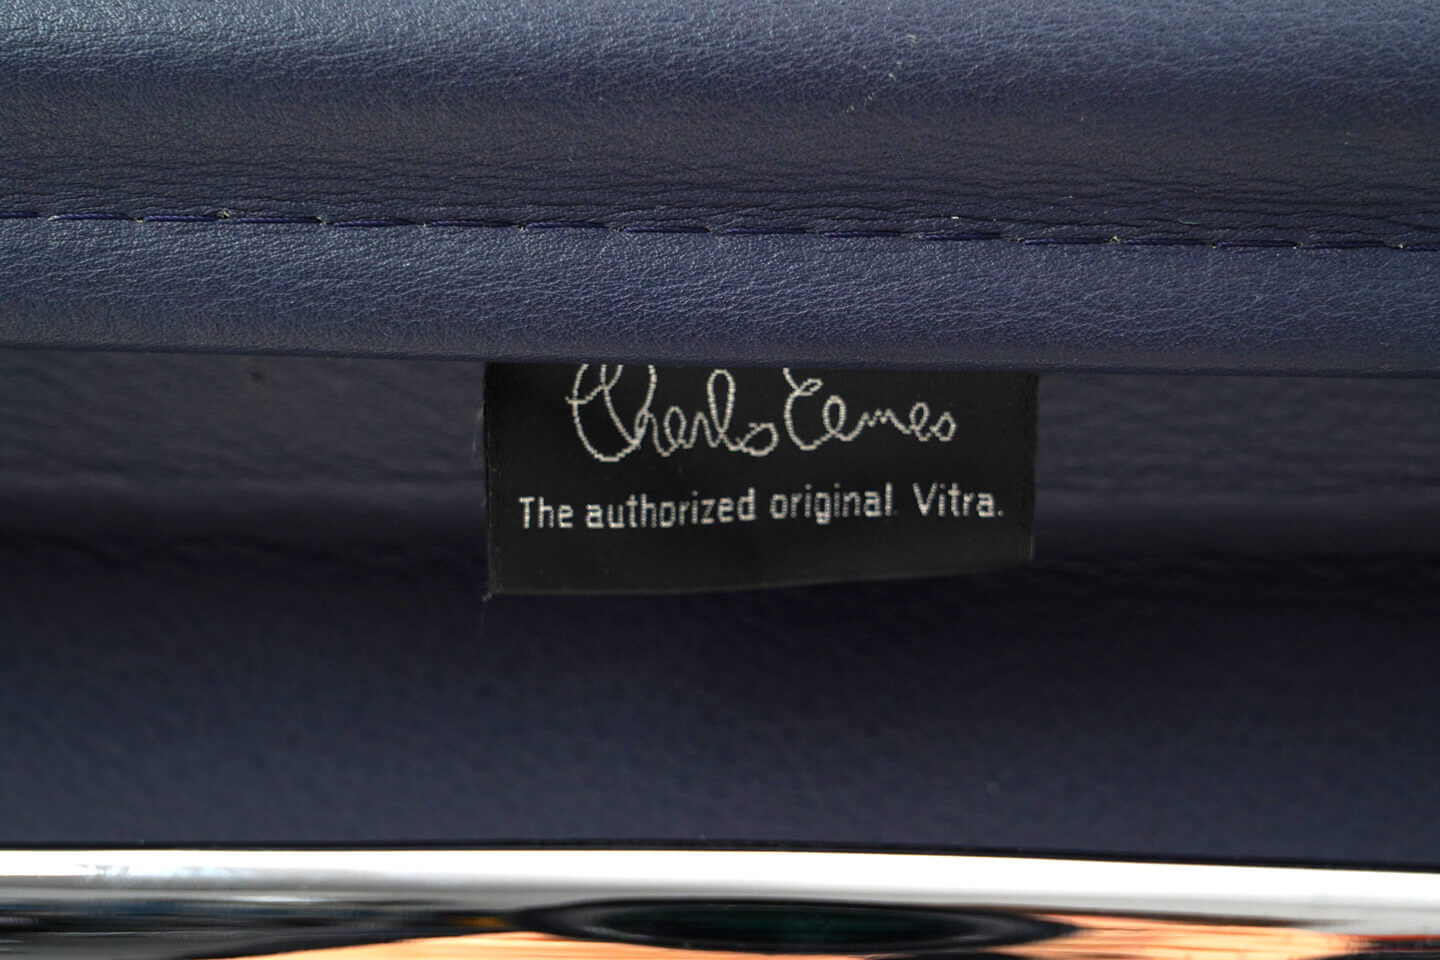 Charles Eames
The authorized original Vitra.